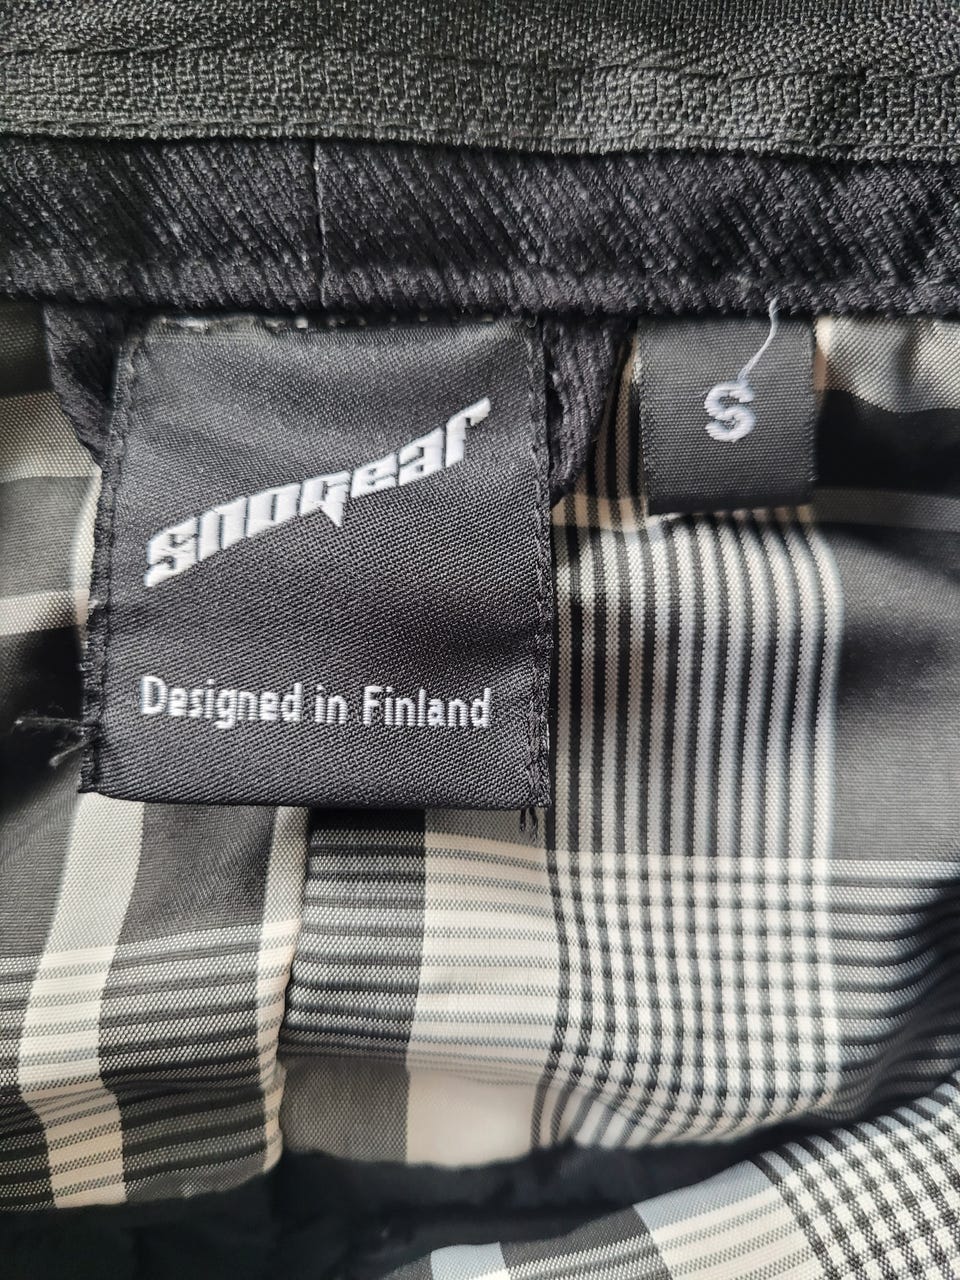 snogear
Designed in Finland
S